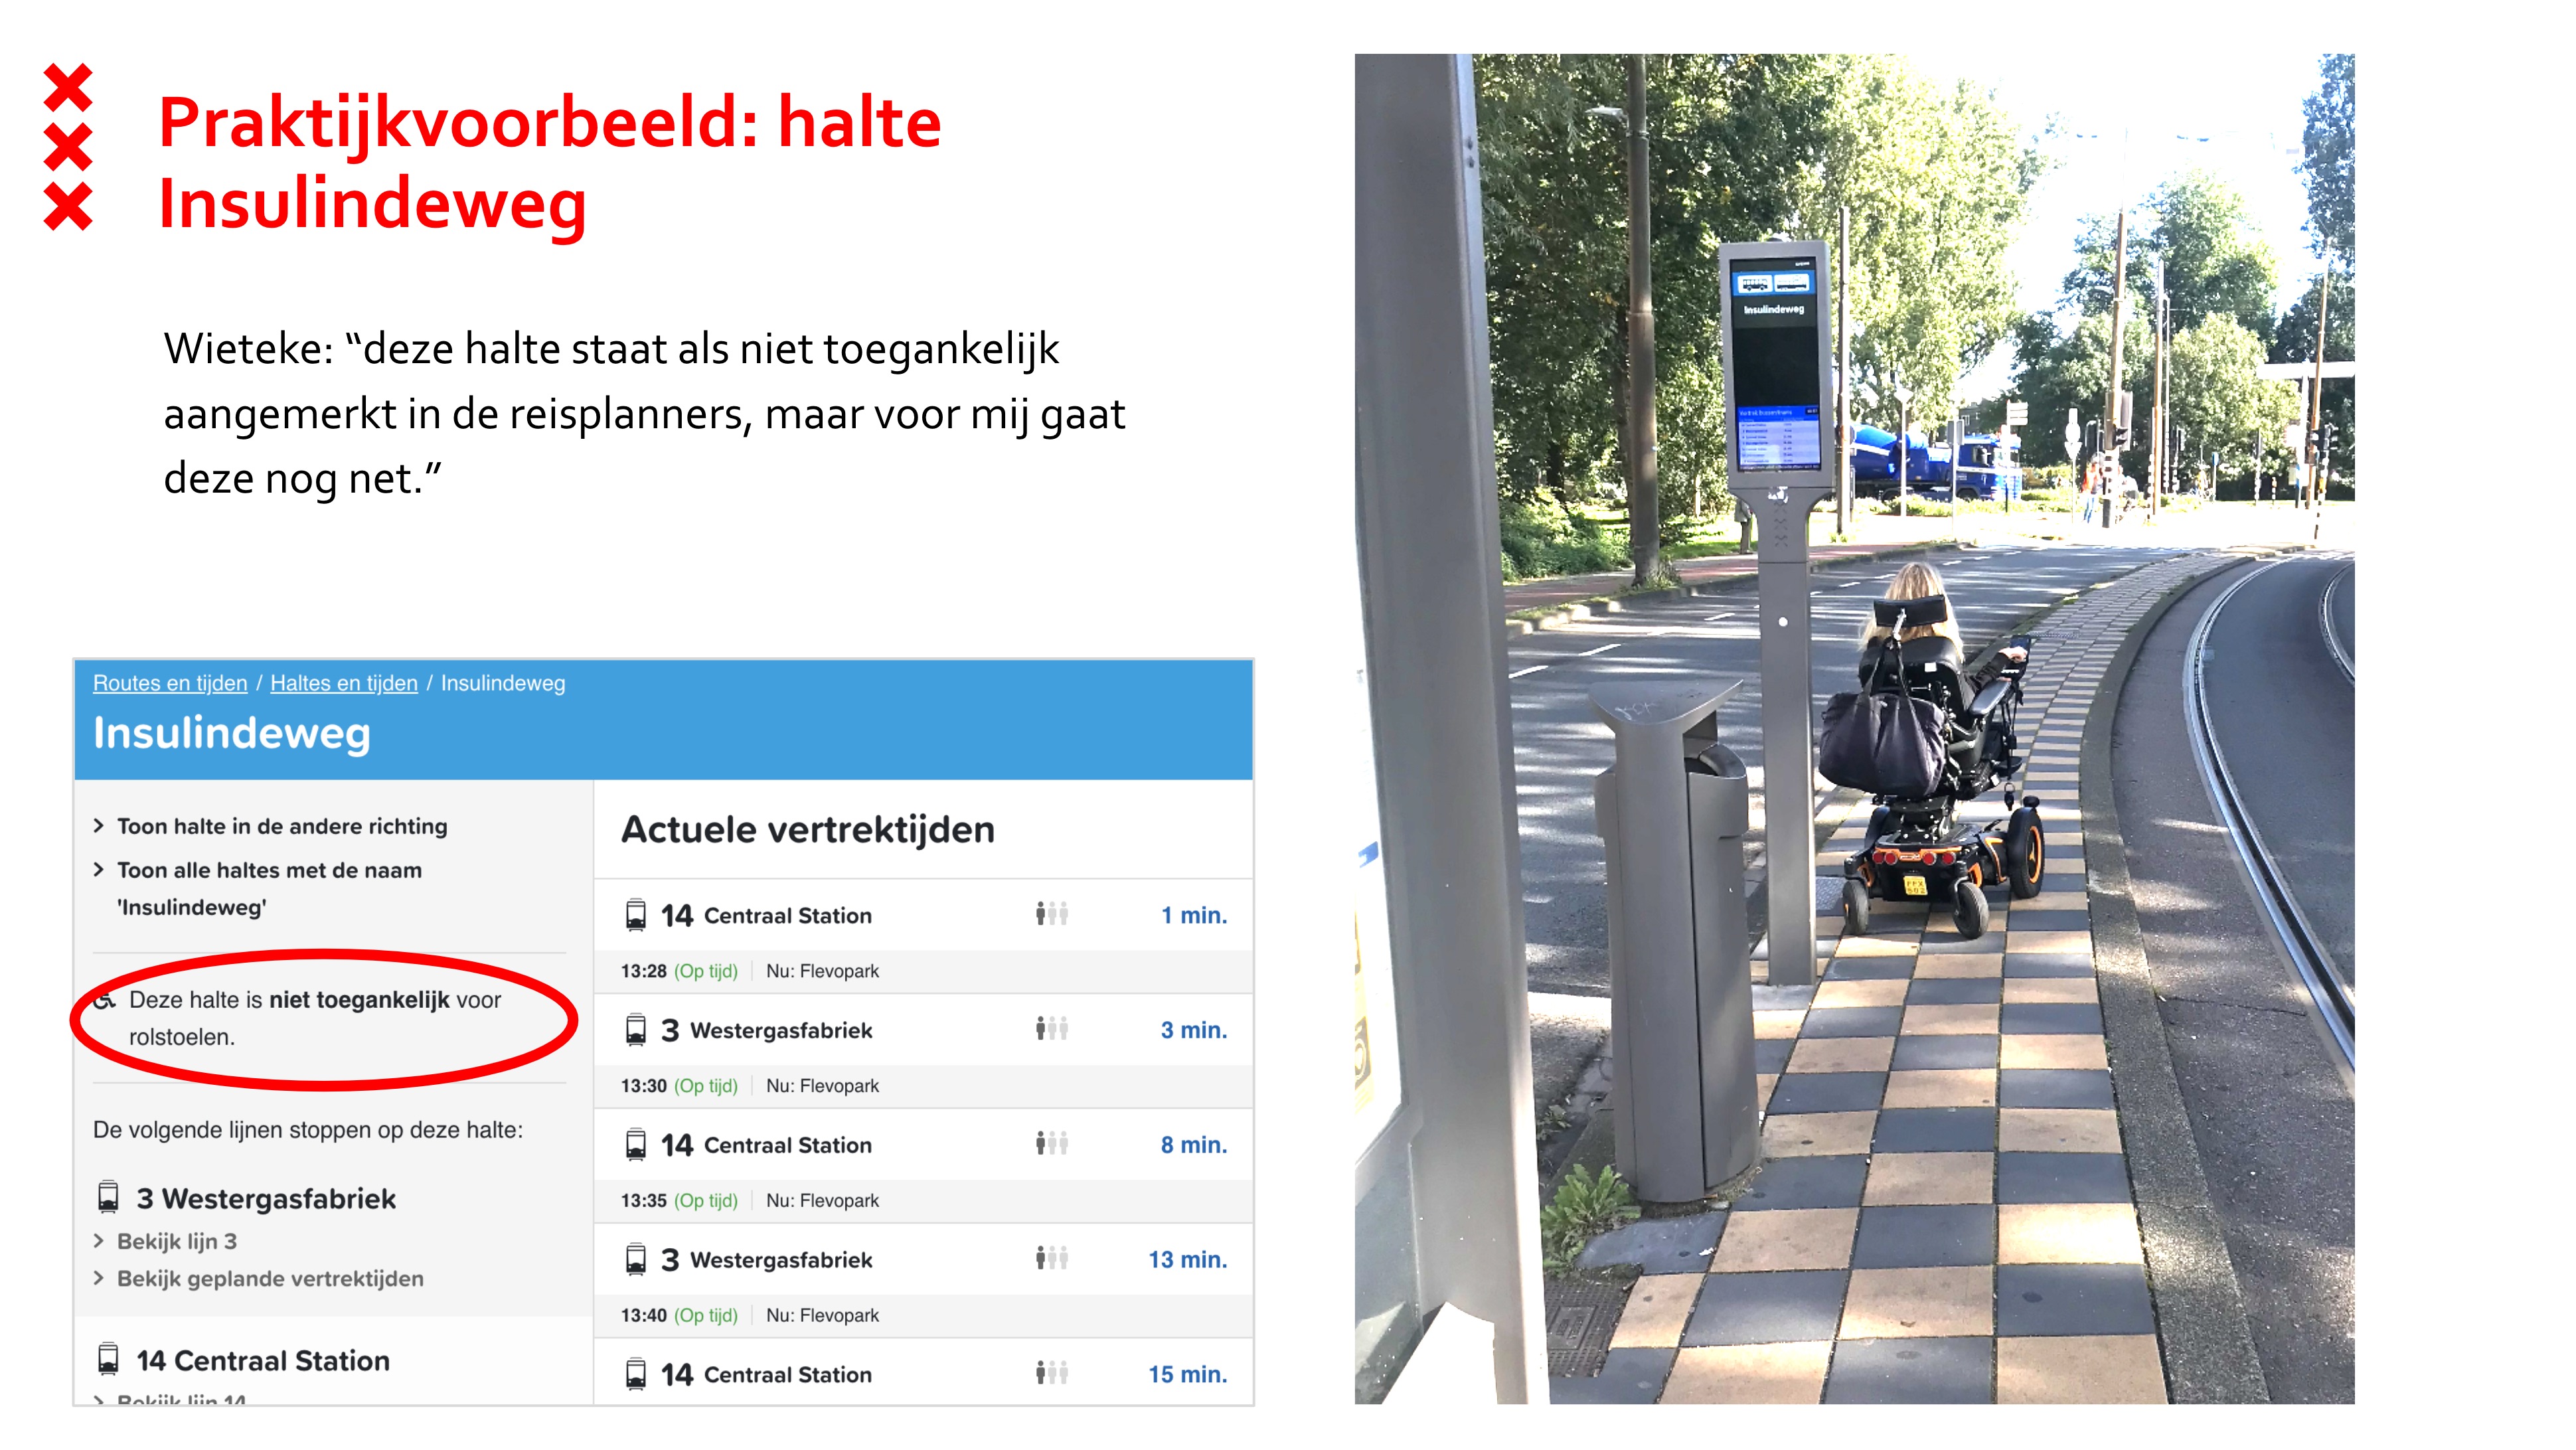 Praktijkvoorbeeld: halte
Insulindeweg
Wieteke: “deze halte staat als niet toegankelijk
aangemerkt in de reisplanners, maar voor mij gaat
deze nog net.”
Routes en tijden / Haltes en tijden / Insulindeweg
Insulindeweg
> Toon halte in de andere richting
> Toon alle haltes met de naam
'Insulindeweg'
Deze halte is niet toegankelijk voor
rolstoelen.
De volgende lijnen stoppen op deze halte:
3 Westergasfabriek
> Bekijk lijn 3
> Bekijk geplande vertrektijden
14 Centraal Station
> Bekijk lijn 14
Actuele vertrektijden
14 Centraal Station 1 min.
13:28 (Op tijd) Nu: Flevopark
3 Westergasfabriek 3 min.
13:30 (Op tijd) Nu: Flevopark
14 Centraal Station 8 min.
13:35 (Op tijd) Nu: Flevopark
3 Westergasfabriek 13 min.
13:40 (Op tijd) Nu: Flevopark
14 Centraal Station 15 min.
Insulindeweg